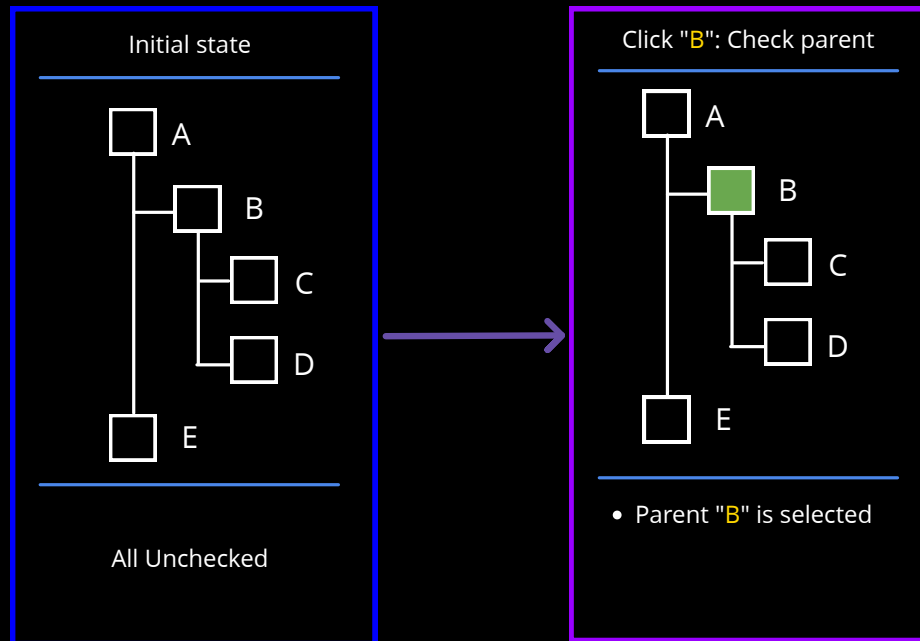 Initial state
A
B
C
D
E
All Unchecked
Click "B": Check parent
A
B
C
D
E
• Parent "B" is selected